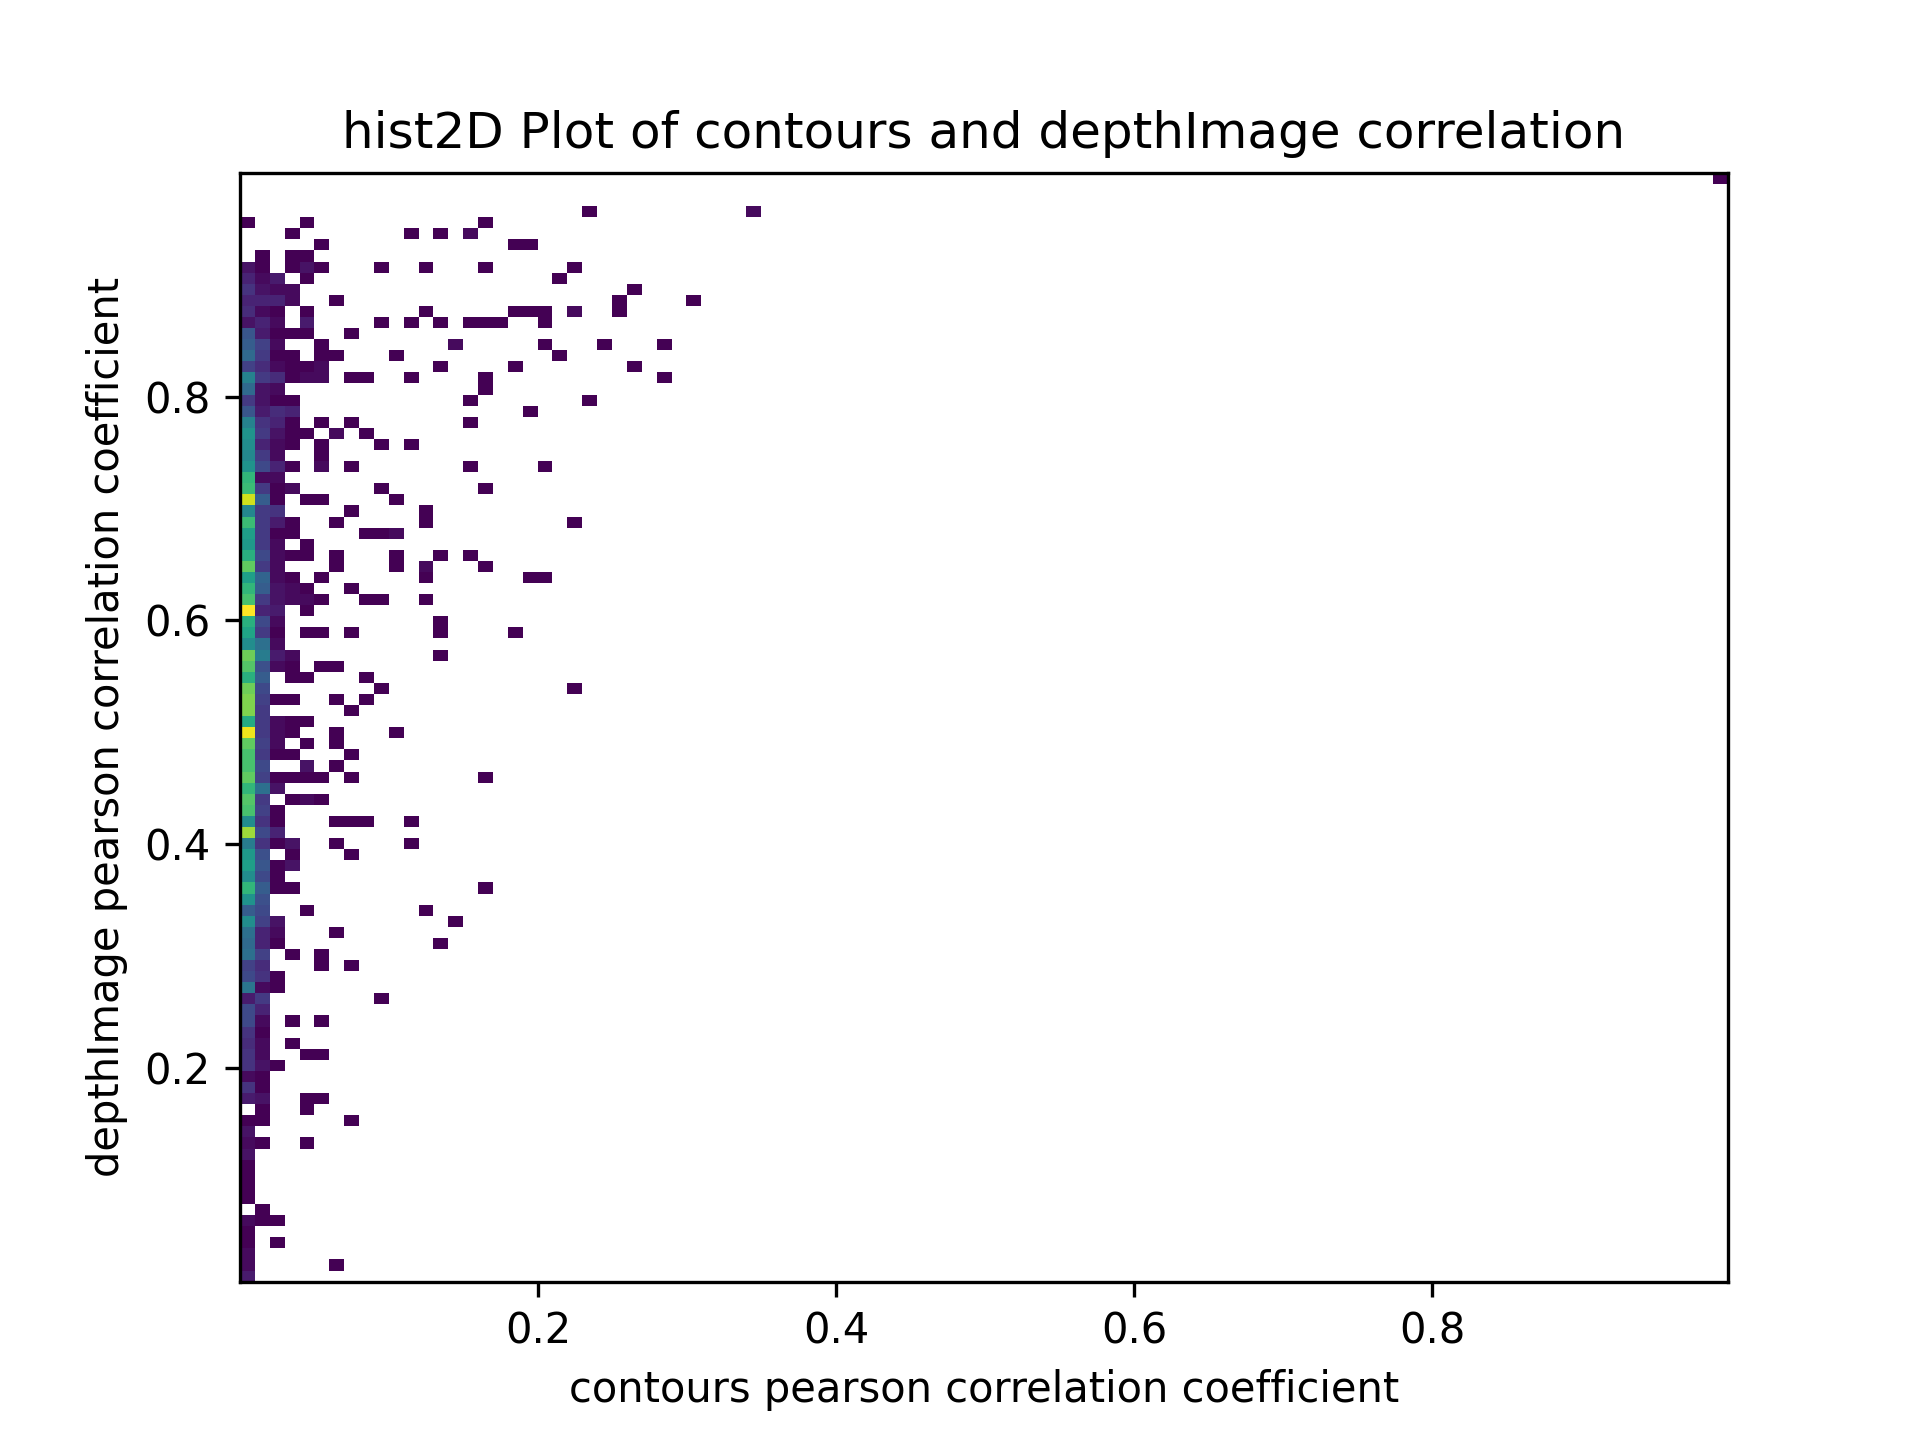 hist2D Plot of contours and depthImage correlation
depthImage pearson correlation coefficient
0.8
0.6
0.4
0.2
0.2 0.4 0.6 0.8
contours pearson correlation coefficient